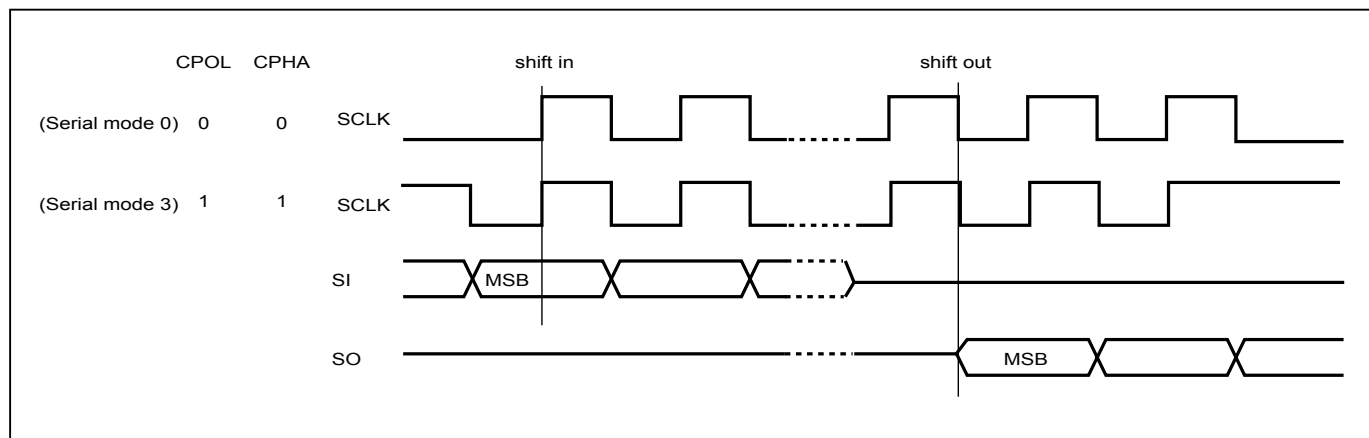 CPOL CPHA shift in shift out
(Serial mode 0) 0 0 SCLK
(Serial mode 3) 1 1 SCLK
SI MSB
SO MSB